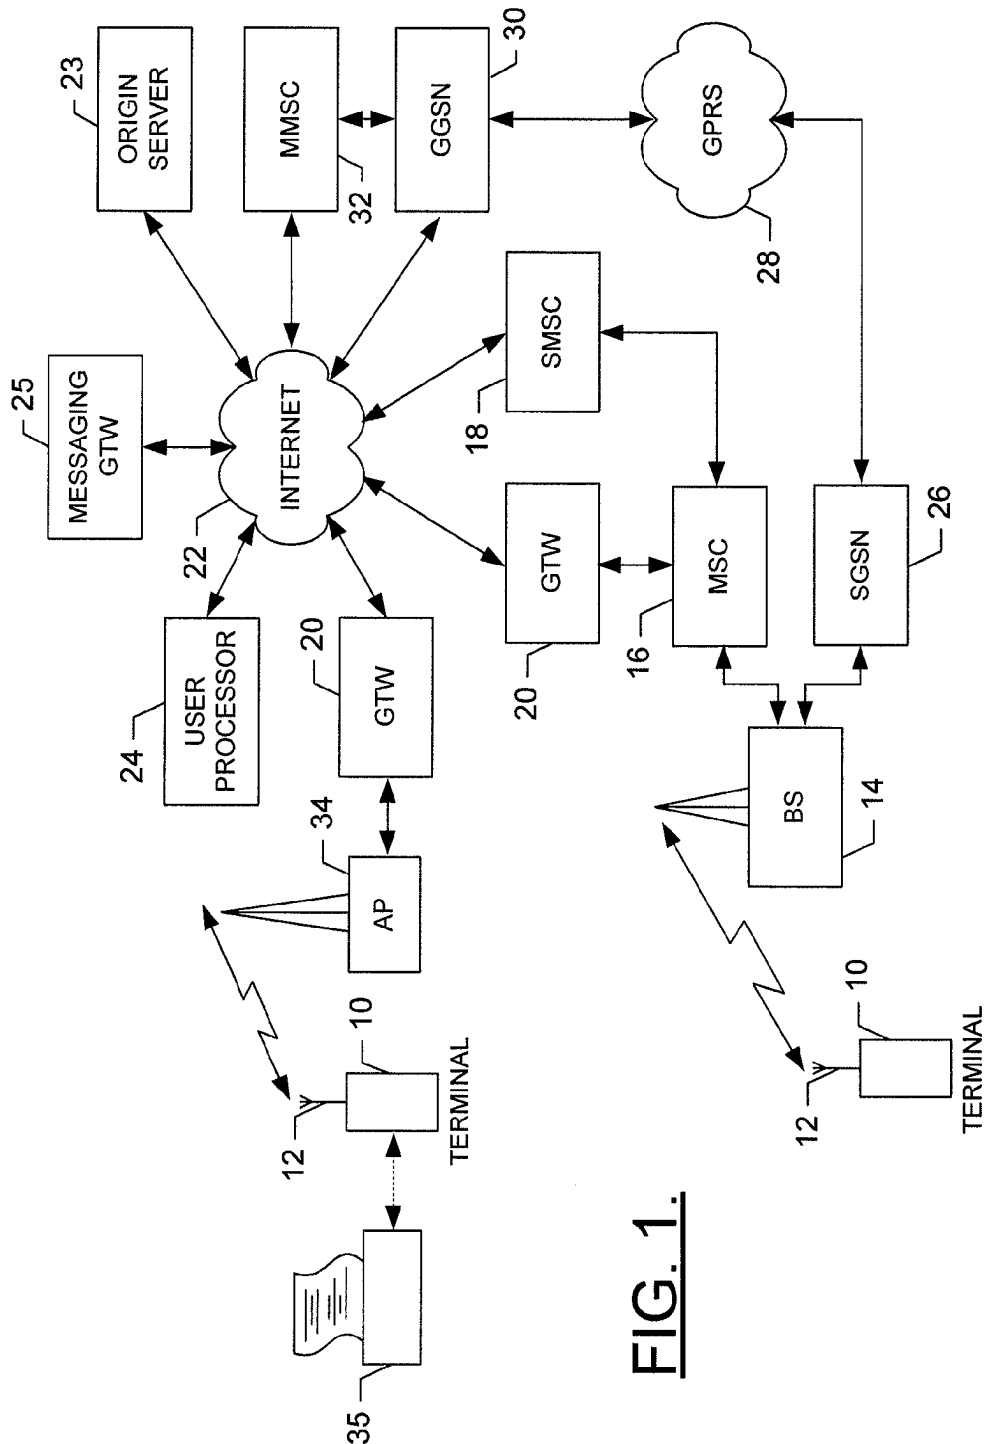 25
23
MESSAGING
GTW
ORIGIN
SERVER
24
22
USER
PROCESSOR
12
INTERNET
MMSC
34
20
35
10
32
AP
GTW
30
TERMINAL
GGSN
18
20
GTW
SMSC
16
FIG. 1.
MSC
GPRS
28
12
BS
10
14
SGSN
26
TERMINAL